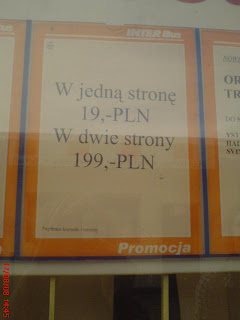 INTER Bus
W jedną stronę
19,-PLN
W dwie strony
199,-PLN
Promocja